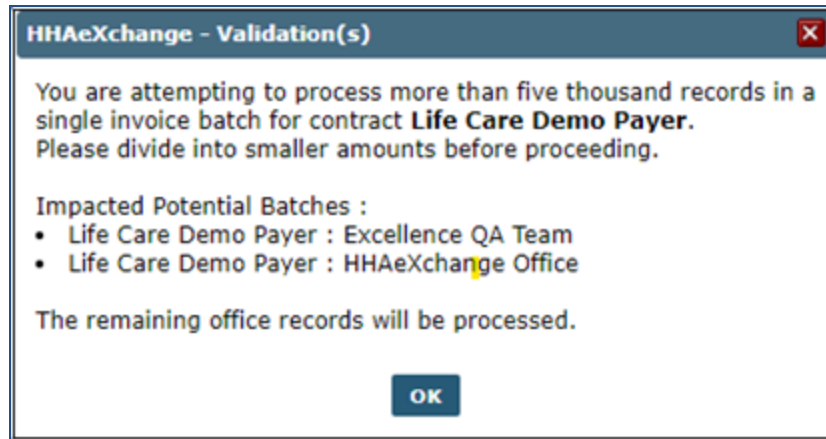 HHAeXchange - Validation(s)
You are attempting to process more than five thousand records in a
single invoice batch for contract Life Care Demo Payer.
Please divide into smaller amounts before proceeding.
Impacted Potential Batches :
• Life Care Demo Payer : Excellence QA Team
• Life Care Demo Payer : HHAeXchange Office
The remaining office records will be processed.
OK